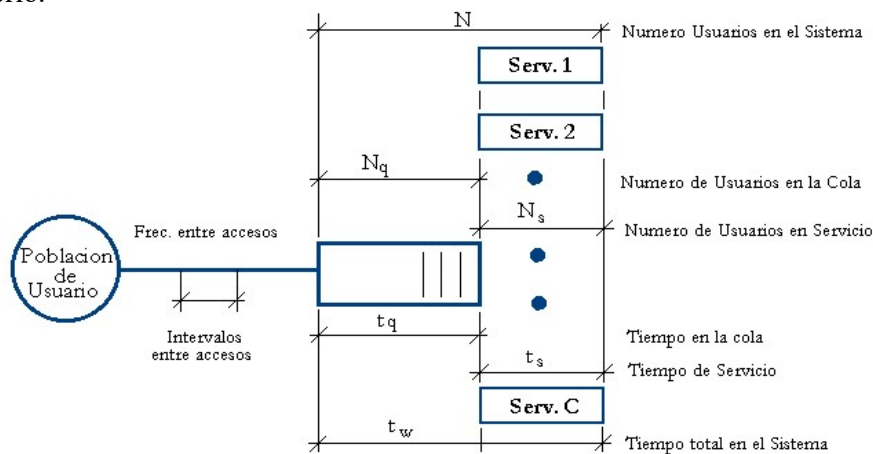 N
Numero Usuarios en el Sistema
Serv. 1
Serv. 2
Nq
Numero de Usuarios en la Cola
Ns
Numero de Usuarios en Servicio
Frec. entre accesos
Poblacion
de
Usuario
Intervalos
entre accesos
tq
Tiempo en la cola
ts
Tiempo de Servicio
Serv. C
tw
Tiempo total en el Sistema